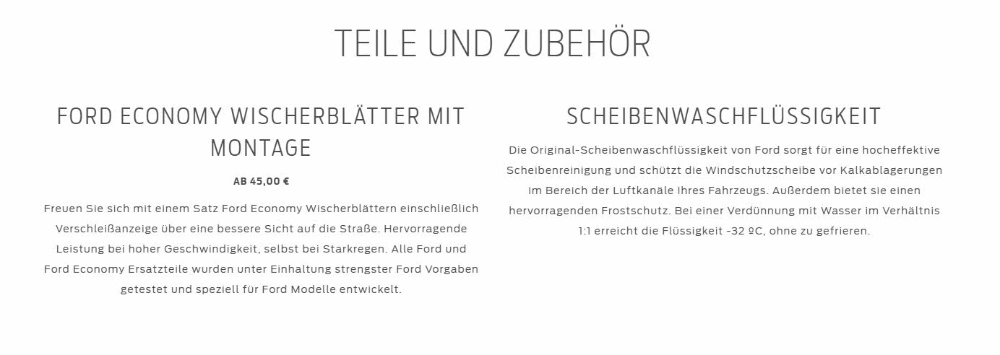 TEILE UND ZUBEHÖR
FORD ECONOMY WISCHERBLÄTTER MIT
MONTAGE
AB 45,00 €
Freuen Sie sich mit einem Satz Ford Economy Wischerblättern einschließlich
Verschleißanzeige über eine bessere Sicht auf die Straße. Hervorragende
Leistung bei hoher Geschwindigkeit, selbst bei Starkregen. Alle Ford und
Ford Economy Ersatzteile wurden unter Einhaltung strengster Ford Vorgaben
getestet und speziell für Ford Modelle entwickelt.
SCHEIBENWASCHFLÜSSIGKEIT
Die Original-Scheibenwaschflüssigkeit von Ford sorgt für eine hocheffektive
Scheibenreinigung und schützt die Windschutzscheibe vor Kalkablagerungen
im Bereich der Luftkanäle Ihres Fahrzeugs. Außerdem bietet sie einen
hervorragenden Frostschutz. Bei einer Verdünnung mit Wasser im Verhältnis
1:1 erreicht die Flüssigkeit -32 ºC, ohne zu gefrieren.